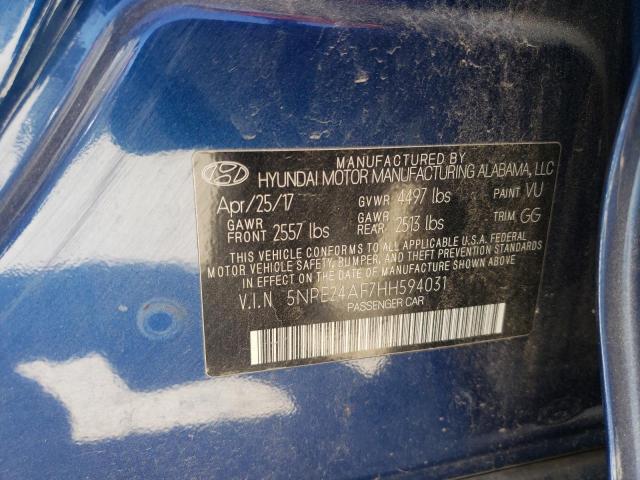 MANUFACTURED BY
HYUNDAI MOTOR MANUFACTURING ALABAMA, LLC
Apr/25/17 GVWR 4497 lbs PAINT VU
GAWR FRONT 2557 lbs GAWR REAR 2513 lbs TRIM GG
THIS VEHICLE CONFORMS TO ALL APPLICABLE U.S.A. FEDERAL
MOTOR VEHICLE SAFETY, BUMPER, AND THEFT PREVENTION STANDARDS
IN EFFECT ON THE DATE OF MANUFACTURE SHOWN ABOVE.
V.I.N 5NPE24AF7HH594031
PASSENGER CAR